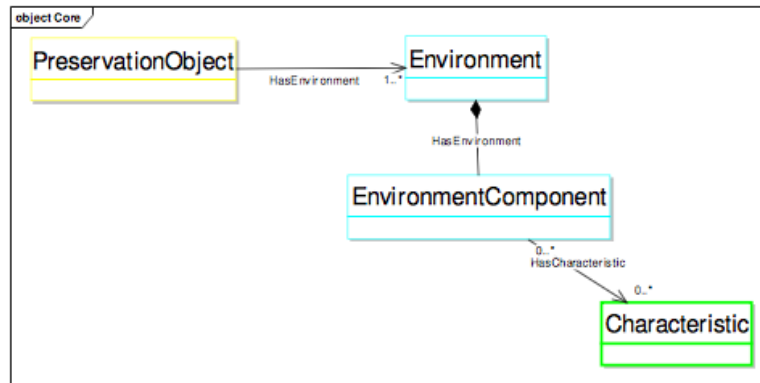 object Core
PreservationObject
Environment
HasEnvironment
1..*
HasEnvironment
EnvironmentComponent
0..*
HasCharacteristic
0..*
Characteristic